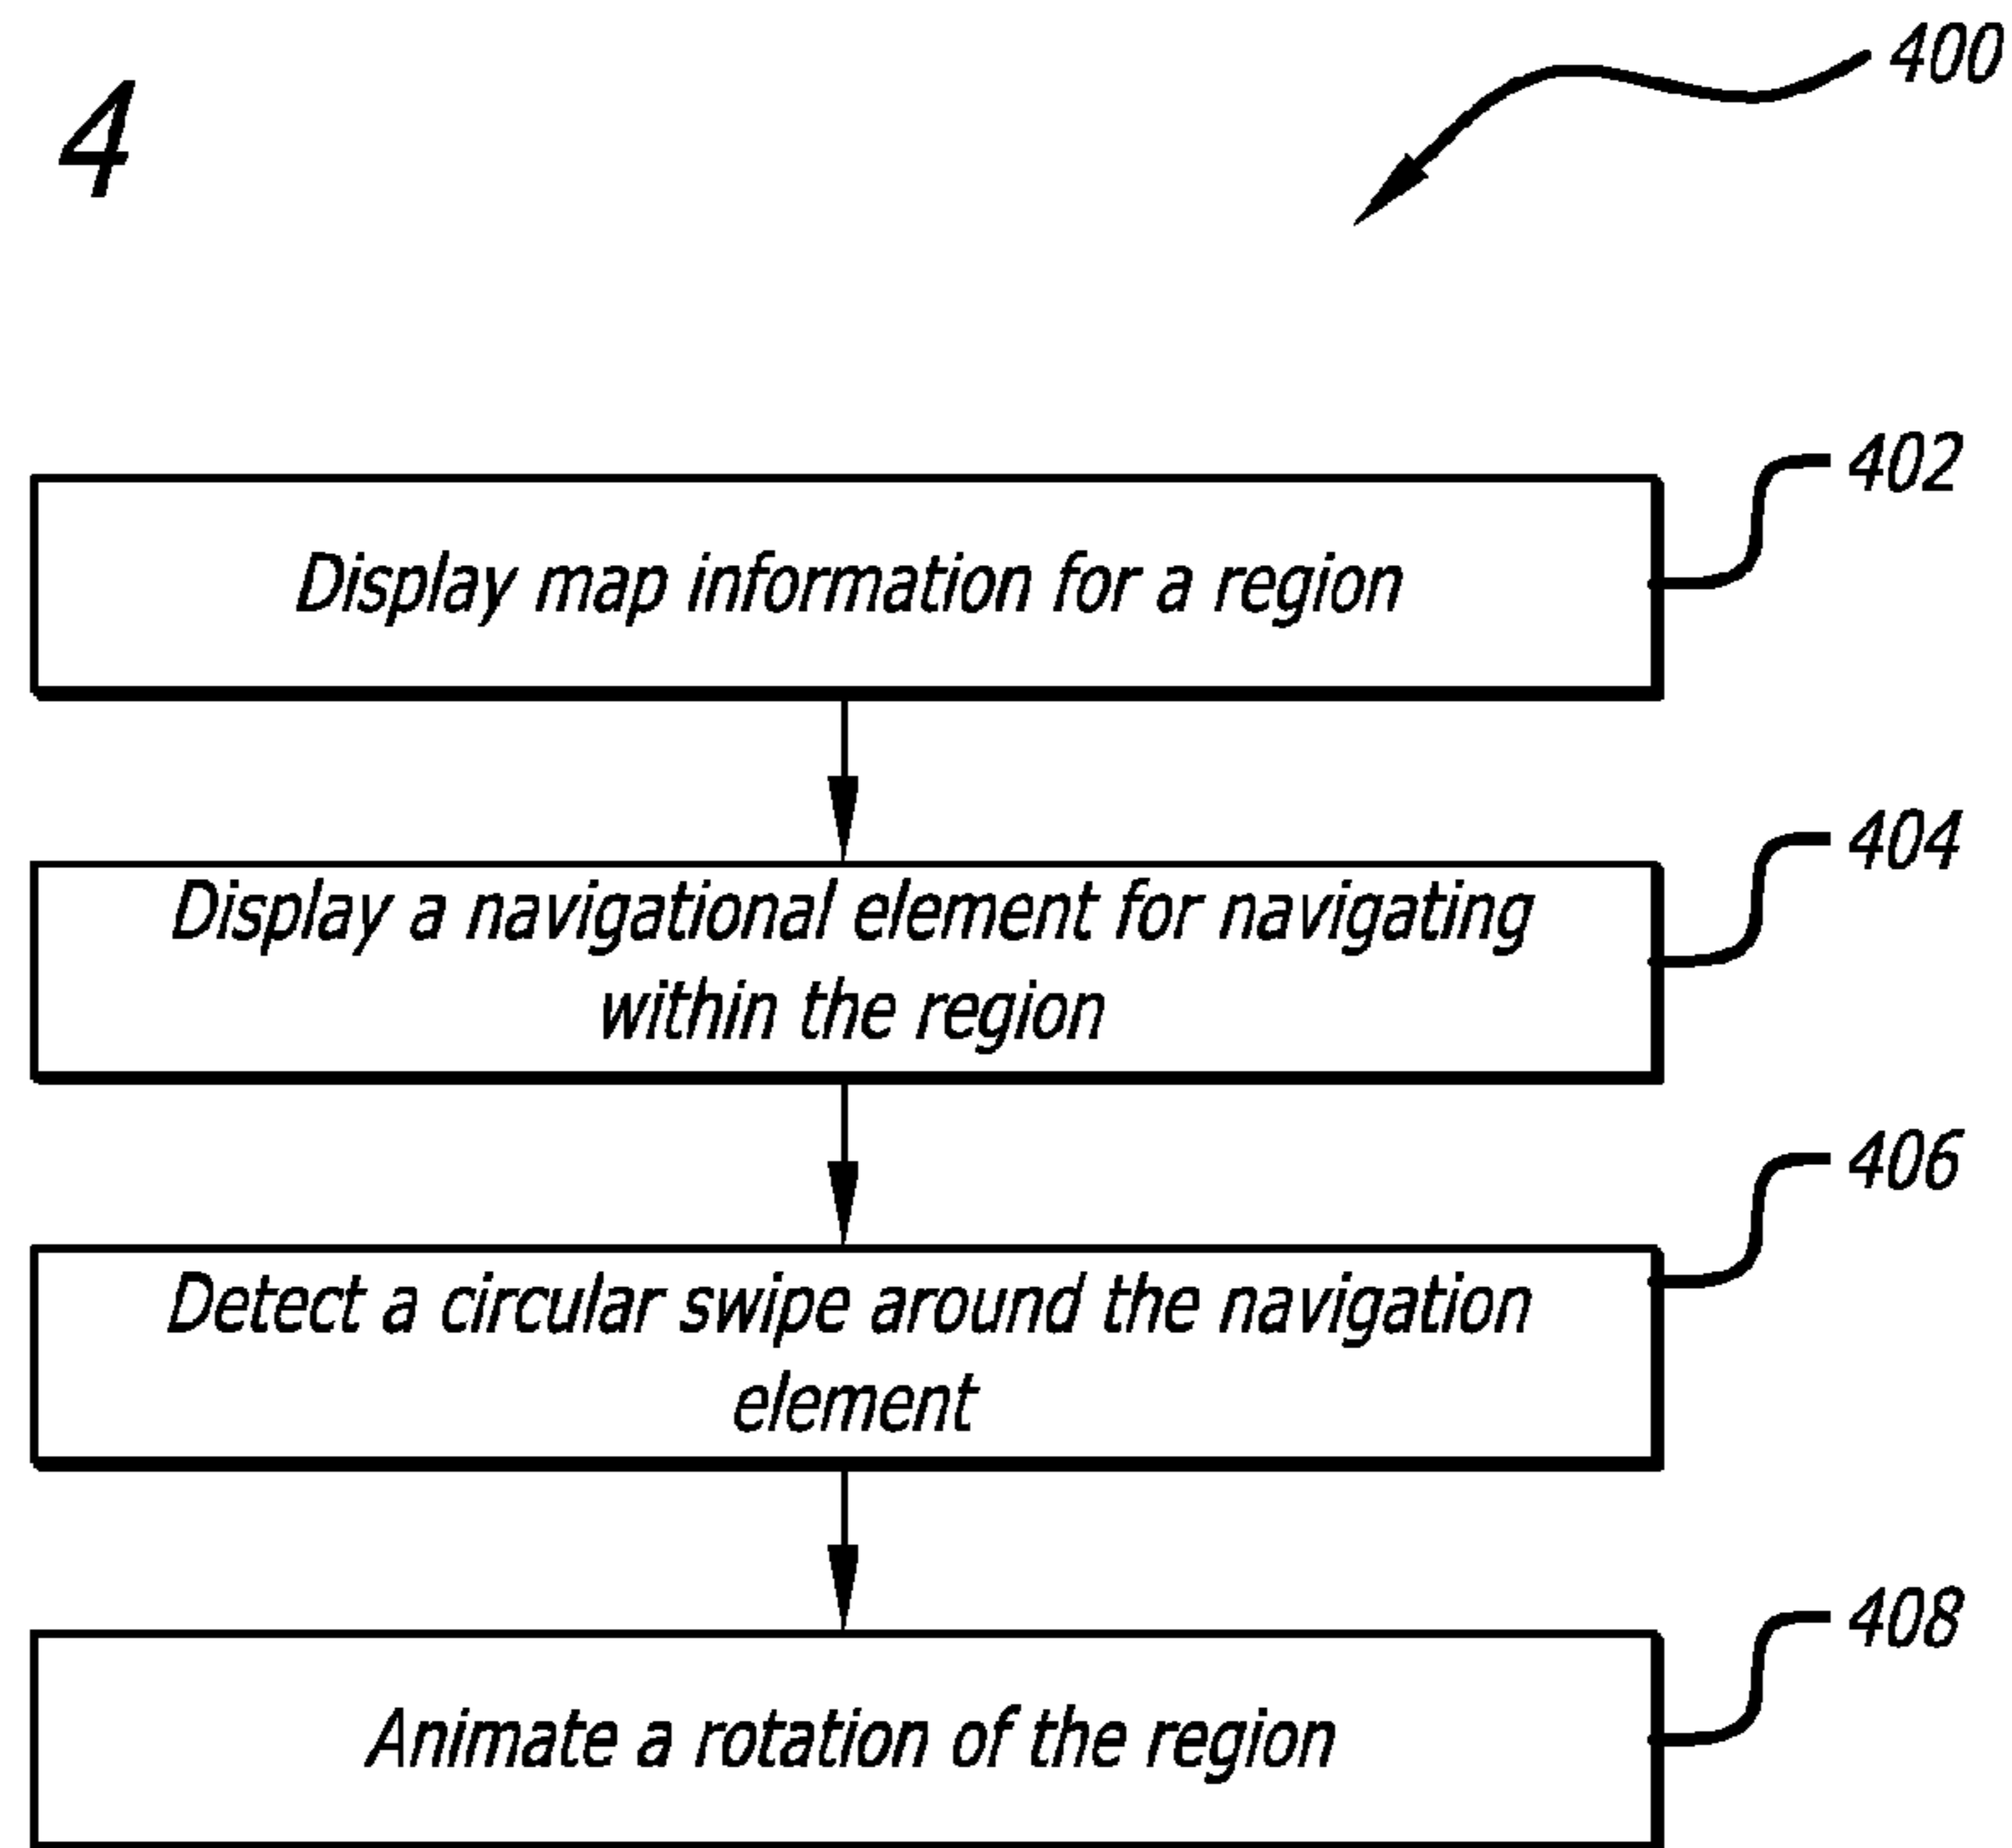 4
400
402
Display map information for a region
404
Display a navigational element for navigating
within the region
406
Detect a circular swipe around the navigation
element
408
Animate a rotation of the region